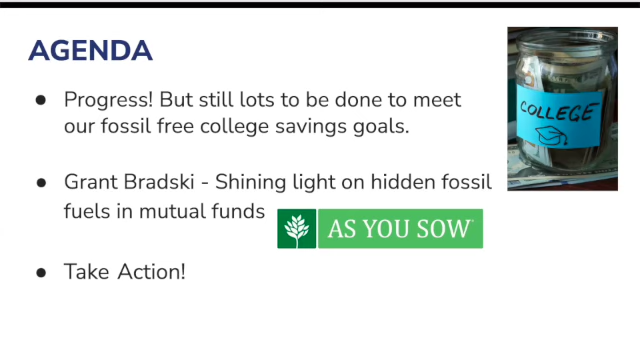 AGENDA
● Progress! But still lots to be done to meet
our fossil free college savings goals.
● Grant Bradski - Shining light on hidden fossil
fuels in mutual funds
AS YOU SOW
● Take Action!
COLLEGE